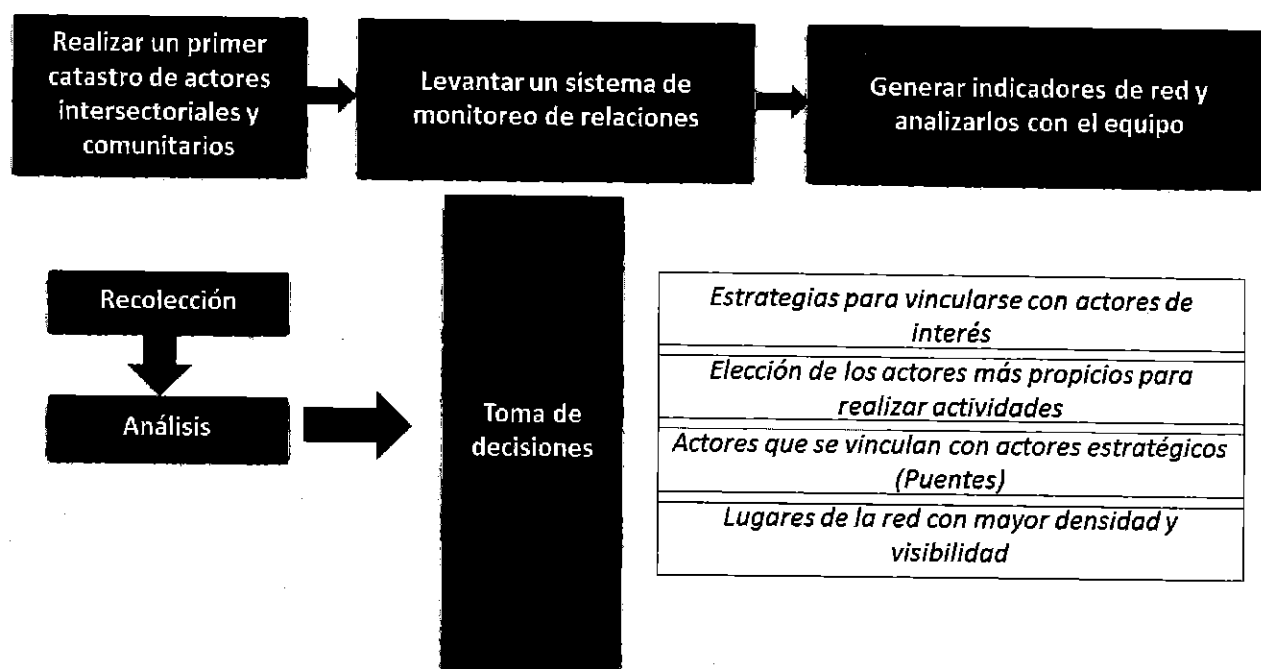 Realizar un primer
catastro de actores
intersectoriales y
comunitarios
Levantar un sistema de
monitoreo de relaciones
Generar indicadores de red y
analizarlos con el equipo
Recolección
Análisis
Toma de
decisiones
Estrategias para vincularse con actores de
interés
Elección de los actores más propicios para
realizar actividades
Actores que se vinculan con actores estratégicos
(Puentes)
Lugares de la red con mayor densidad y
visibilidad